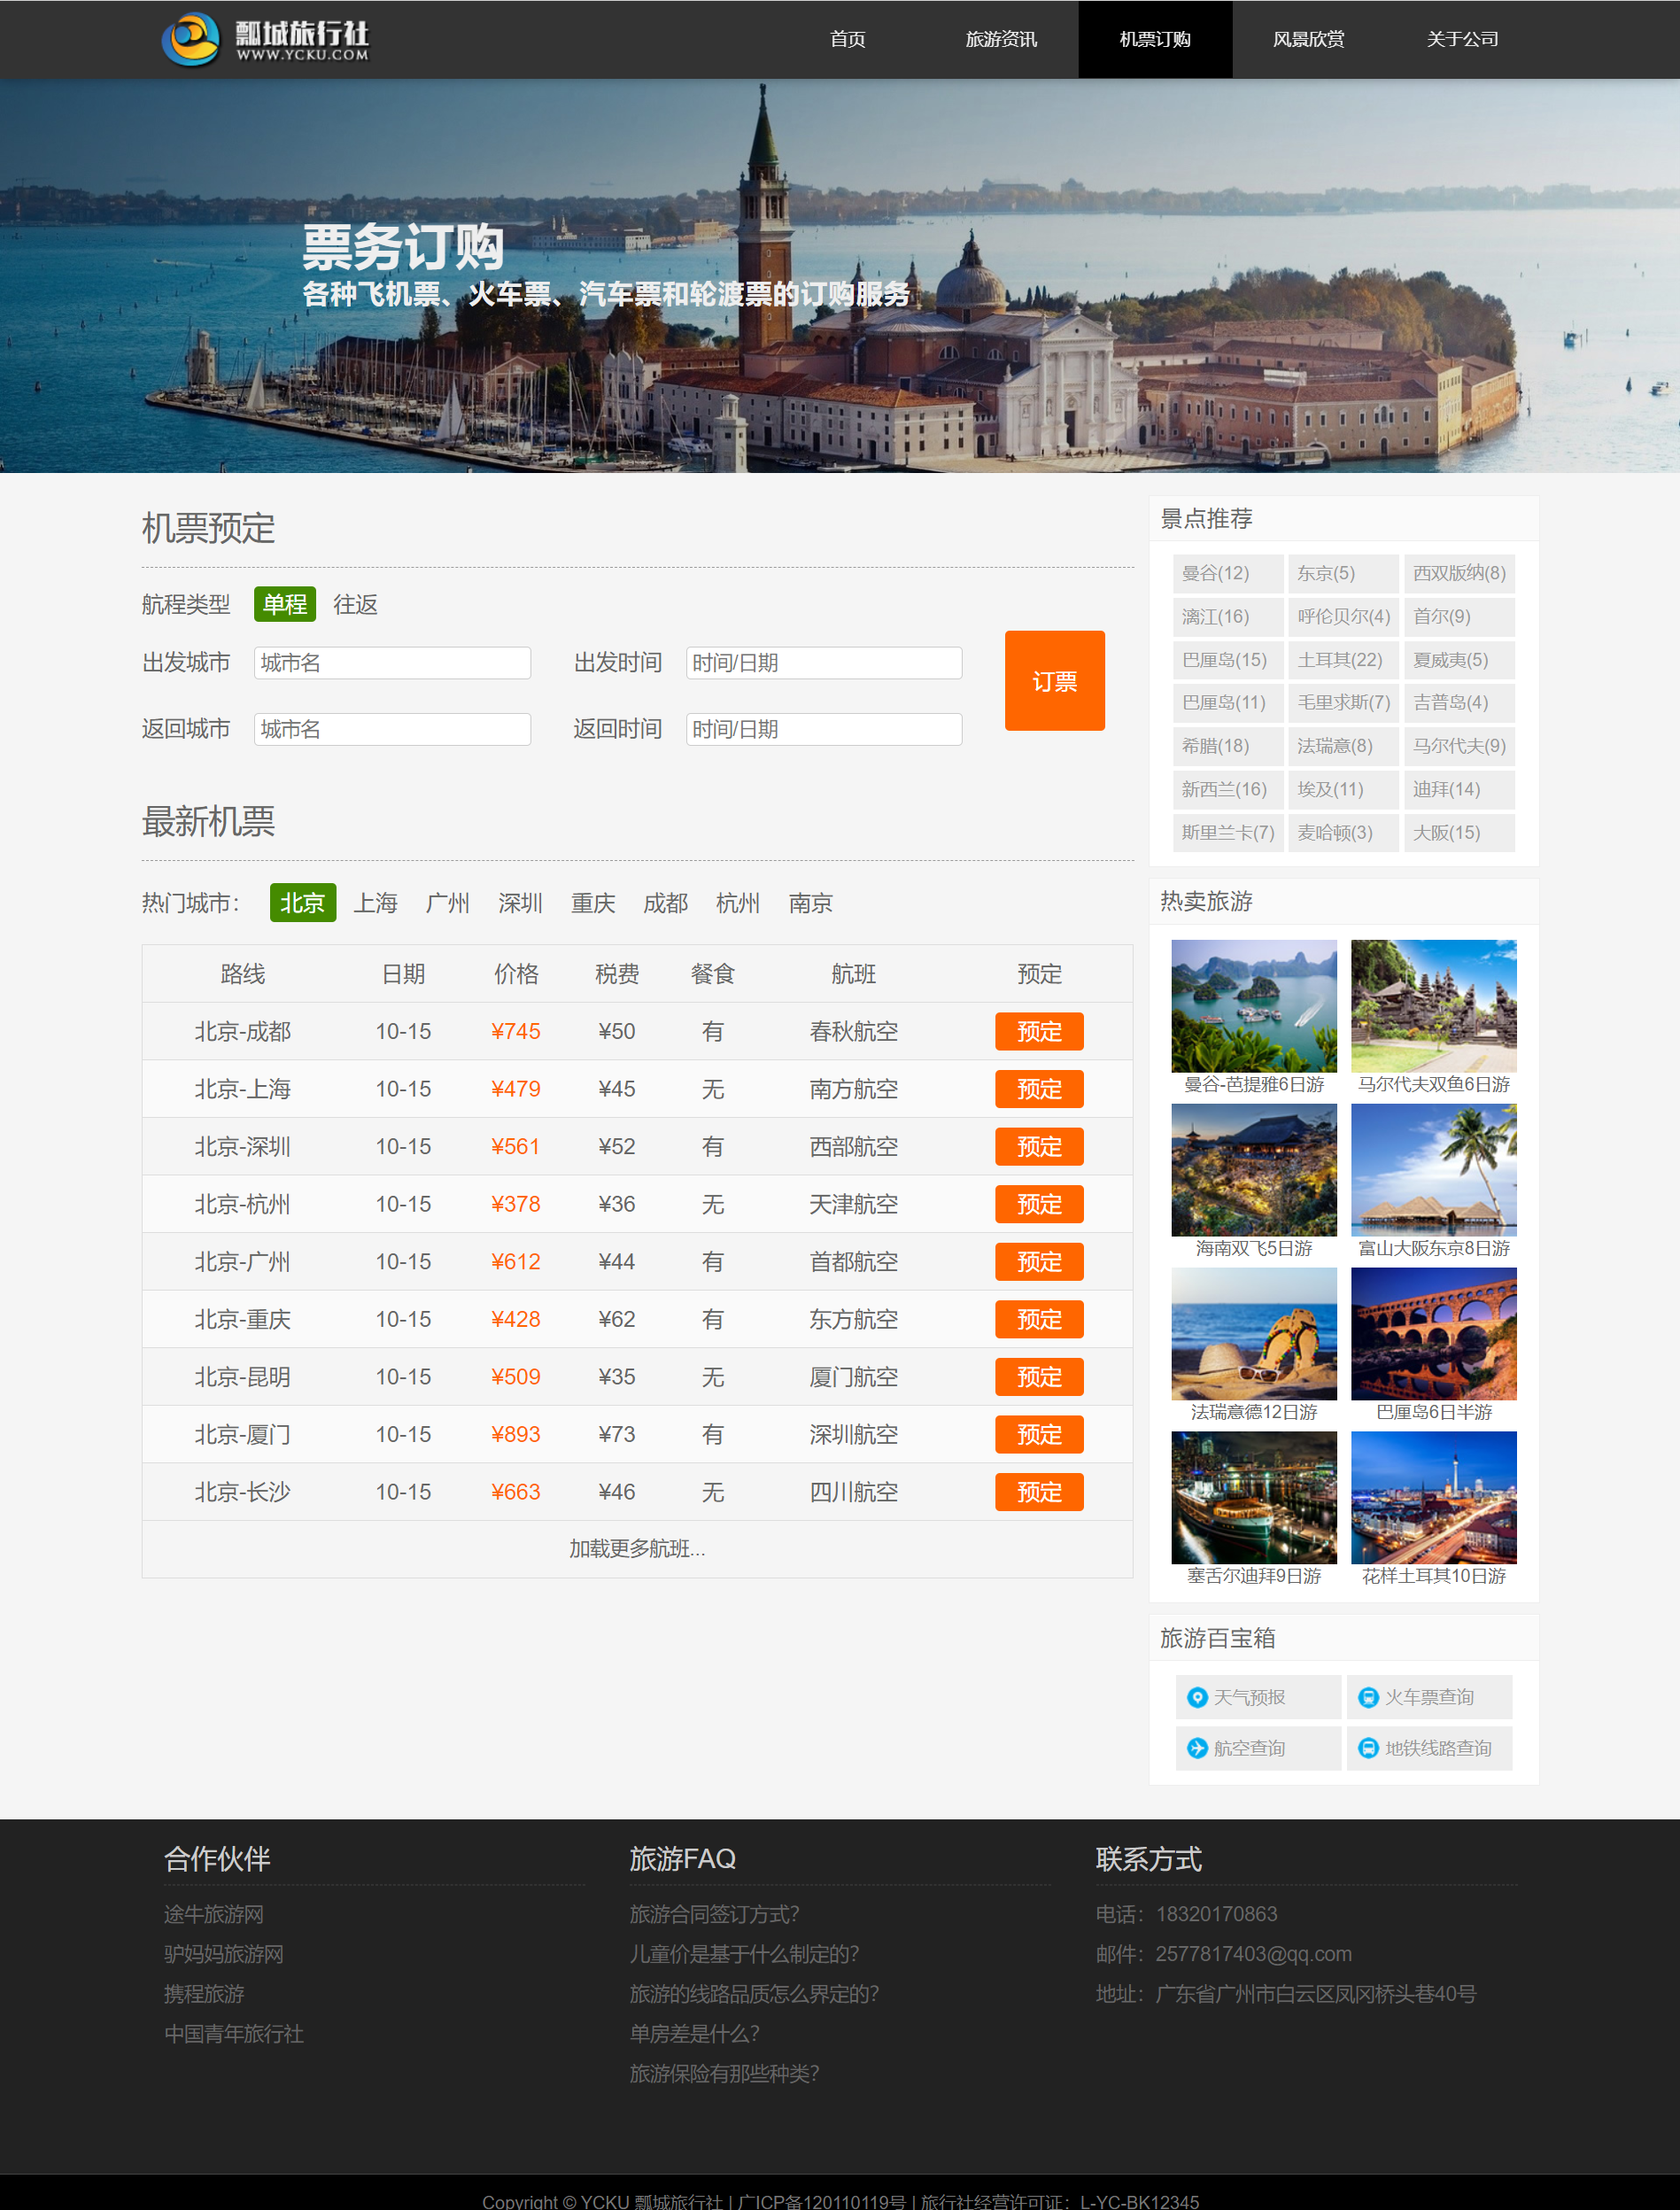 瓢城旅行社
WWW.YCKU.COM
首页 旅游资讯 机票订购 风景欣赏 关于公司
票务订购
各种飞机票、火车票、汽车票和轮渡票的订购服务
机票预定
航程类型 单程 往返
出发城市 城市名 出发时间 时间/日期
订票
返回城市 城市名 返回时间 时间/日期
最新机票
热门城市: 北京 上海 广州 深圳 重庆 成都 杭州 南京
路线 日期 价格 税费 餐食 航班 预定
北京-成都 10-15 ¥745 ¥50 有 春秋航空 预定
北京-上海 10-15 ¥479 ¥45 无 南方航空 预定
北京-深圳 10-15 ¥561 ¥52 有 西部航空 预定
北京-杭州 10-15 ¥378 ¥36 无 天津航空 预定
北京-广州 10-15 ¥612 ¥44 有 首都航空 预定
北京-重庆 10-15 ¥428 ¥62 有 东方航空 预定
北京-昆明 10-15 ¥509 ¥35 无 厦门航空 预定
北京-厦门 10-15 ¥893 ¥73 有 深圳航空 预定
北京-长沙 10-15 ¥663 ¥46 无 四川航空 预定
加载更多航班...
景点推荐
曼谷(12) 东京(5) 西双版纳(8)
漓江(16) 呼伦贝尔(4) 首尔(9)
巴厘岛(15) 土耳其(22) 夏威夷(5)
巴厘岛(11) 毛里求斯(7) 吉普岛(4)
希腊(18) 法瑞意(8) 马尔代夫(9)
新西兰(16) 埃及(11) 迪拜(14)
斯里兰卡(7) 麦哈顿(3) 大阪(15)
热卖旅游
曼谷-芭提雅6日游 马尔代夫双鱼6日游
海南双飞5日游 富山大阪东京8日游
法瑞意德12日游 巴厘岛6日半游
塞舌尔迪拜9日游 花样土耳其10日游
旅游百宝箱
天气预报 火车票查询
航空查询 地铁线路查询
合作伙伴
途牛旅游网
驴妈妈旅游网
携程旅游
中国青年旅行社
旅游FAQ
旅游合同签订方式?
儿童价是基于什么制定的?
旅游的线路品质怎么界定的?
单房差是什么?
旅游保险有那些种类?
联系方式
电话：18320170863
邮件：2577817403@qq.com
地址：广东省广州市白云区凤冈桥头巷40号
Copyright © YCKU 瓢城旅行社 | 广ICP备120110119号 | 旅行社经营许可证：L-YC-BK12345